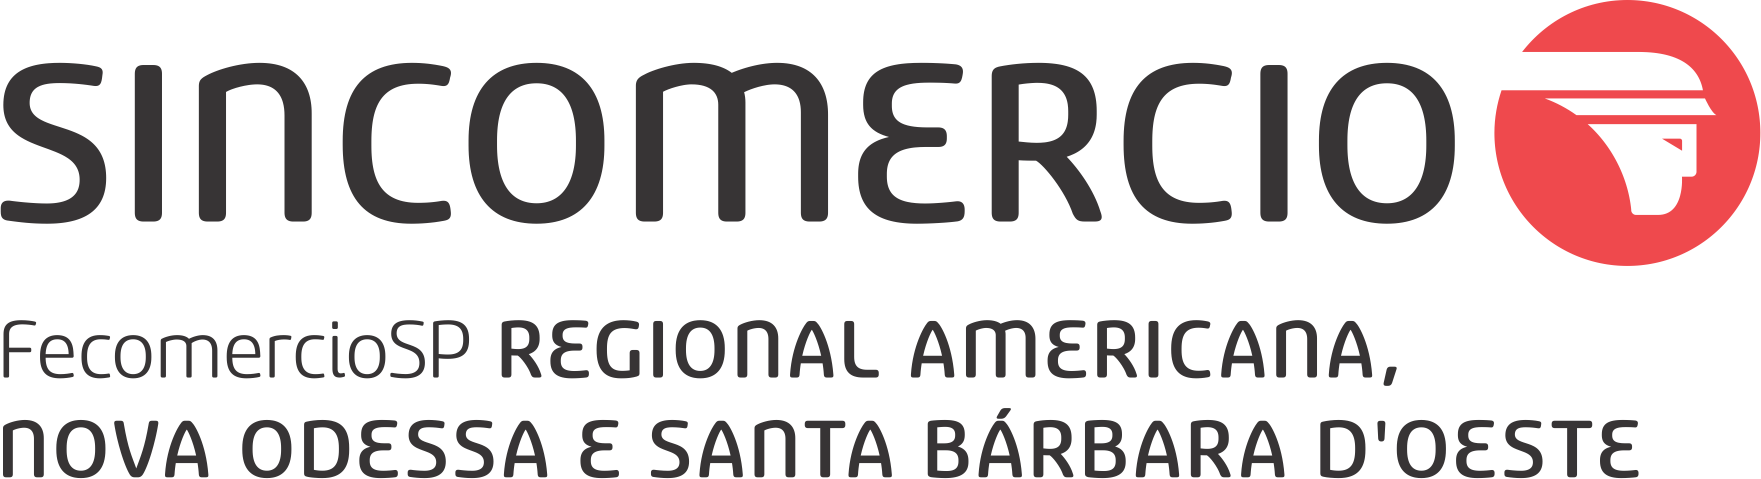 SINCOMERCIO
FecomercioSP REGIONAL AMERICANA,
NOVA ODESSA E SANTA BÁRBARA D'OESTE